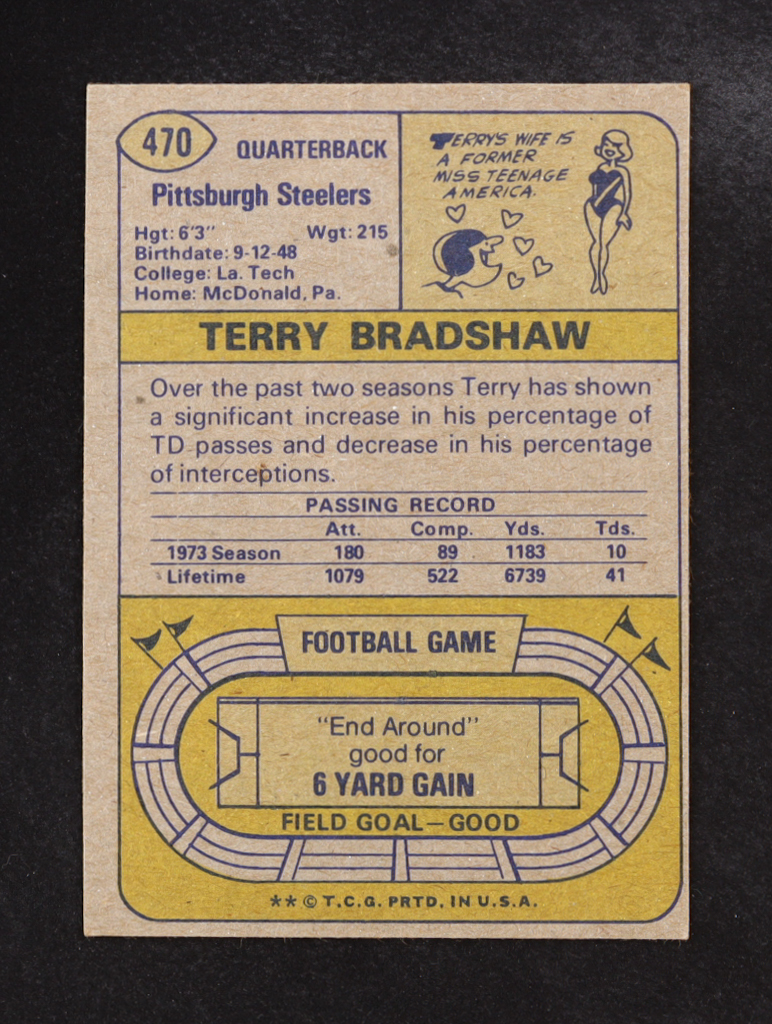 470
QUARTERBACK
Pittsburgh Steelers
Hgt: 6'3" Wgt: 215
Birthdate: 9-12-48
College: La. Tech
Home: McDonald, Pa.
TERRY'S WIFE IS
A FORMER
MISS TEENAGE
AMERICA.
TERRY BRADSHAW
Over the past two seasons Terry has shown
a significant increase in his percentage of
TD passes and decrease in his percentage
of interceptions.
PASSING RECORD
Att. Comp. Yds. Tds.
1973 Season 180 89 1183 10
Lifetime 1079 522 6739 41
FOOTBALL GAME
"End Around"
good for
6 YARD GAIN
FIELD GOAL—GOOD
** © T.C.G. PRTD. IN U.S.A.